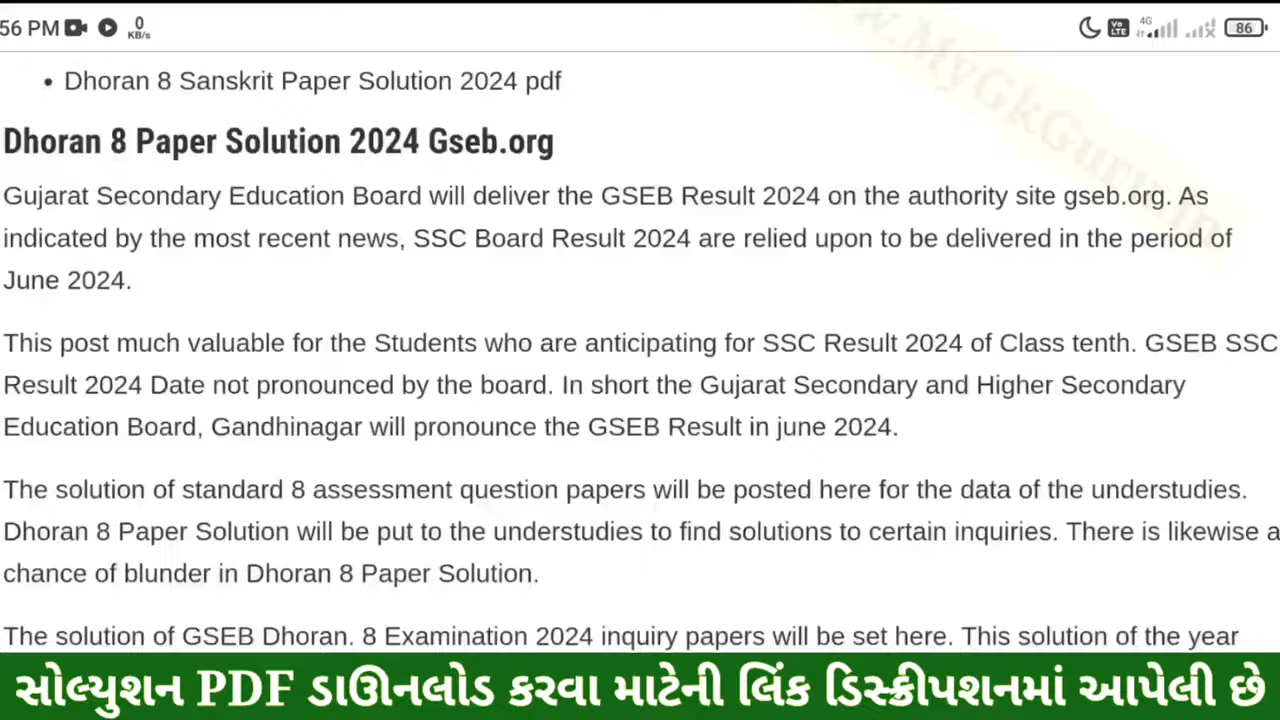 56 PM 0 KB/s Vo LTE 4G 86
• Dhoran 8 Sanskrit Paper Solution 2024 pdf
Dhoran 8 Paper Solution 2024 Gseb.org
Gujarat Secondary Education Board will deliver the GSEB Result 2024 on the authority site gseb.org. As
indicated by the most recent news, SSC Board Result 2024 are relied upon to be delivered in the period of
June 2024.
This post much valuable for the Students who are anticipating for SSC Result 2024 of Class tenth. GSEB SSC
Result 2024 Date not pronounced by the board. In short the Gujarat Secondary and Higher Secondary
Education Board, Gandhinagar will pronounce the GSEB Result in june 2024.
The solution of standard 8 assessment question papers will be posted here for the data of the understudies.
Dhoran 8 Paper Solution will be put to the understudies to find solutions to certain inquiries. There is likewise a
chance of blunder in Dhoran 8 Paper Solution.
The solution of GSEB Dhoran. 8 Examination 2024 inquiry papers will be set here. This solution of the year
સોલ્યુશન PDF ડાઊનલોડ કરવા માટેની લિંક ડિસ્ક્રીપશનમાં આપેલી છે
w.MyGkGuru.in